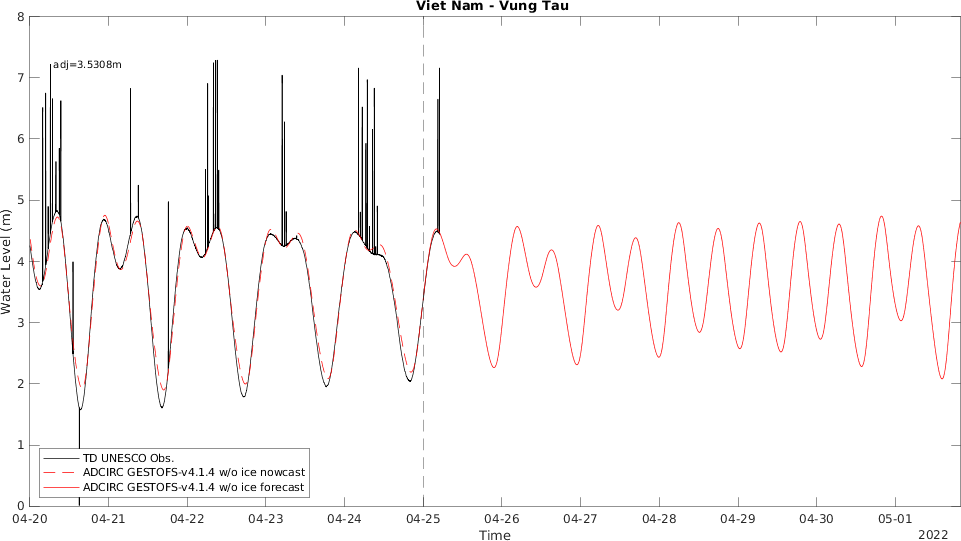 Viet Nam - Vung Tau
8
7
6
5
4
3
2
1
0
Water Level (m)
adj=3.5308m
TD UNESCO Obs.
ADCIRC GESTOFS-v4.1.4 w/o ice nowcast
ADCIRC GESTOFS-v4.1.4 w/o ice forecast
04-20 04-21 04-22 04-23 04-24 04-25 04-26 04-27 04-28 04-29 04-30 05-01
Time
2022